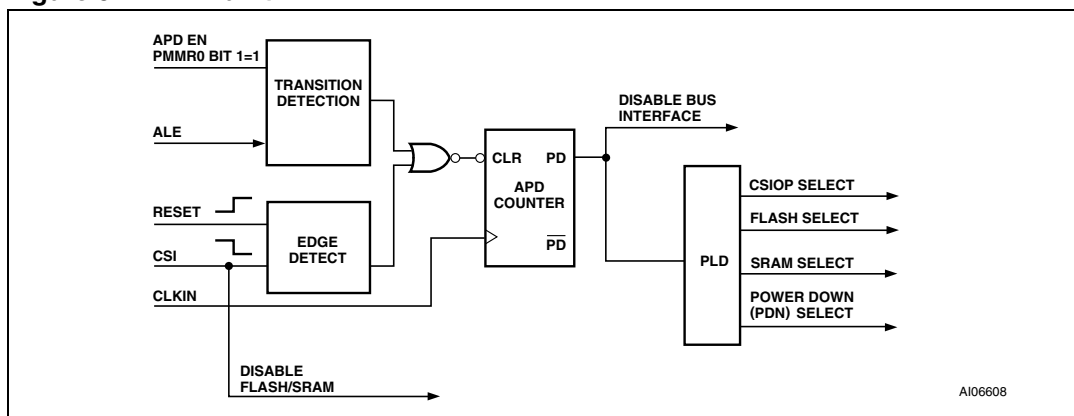 APD EN
PMMR0 BIT 1=1
TRANSITION
DETECTION
ALE
RESET
CSI
CLKIN
EDGE
DETECT
CLR
PD
APD
COUNTER
PD
DISABLE BUS
INTERFACE
PLD
CSIOP SELECT
FLASH SELECT
SRAM SELECT
POWER DOWN
(PDN) SELECT
DISABLE
FLASH/SRAM
AI06608